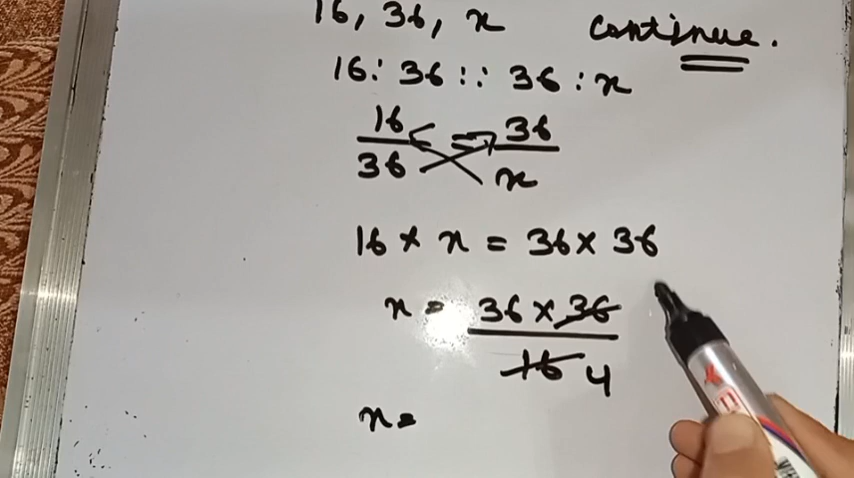 16, 36, x continue.
16 : 36 :: 36 : x
16/36 = 36/x
16 × x = 36 × 36
x = 36 × 36 / 16 4
x =